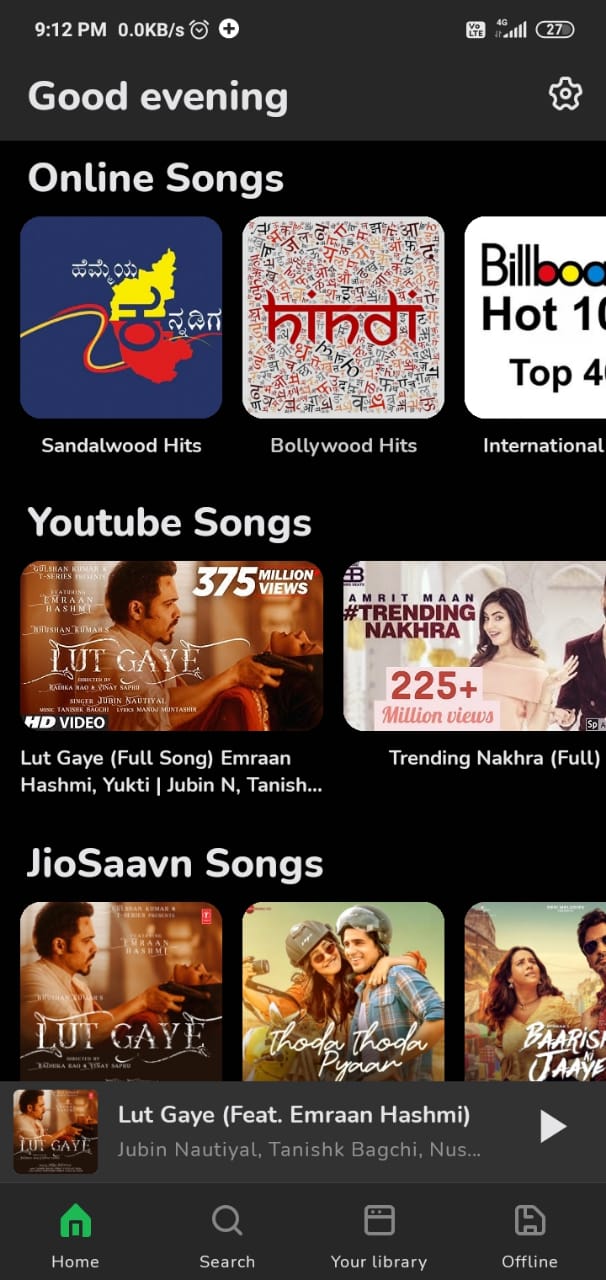 9:12 PM 0.0KB/s
Vo LTE 4G 27
Good evening
Online Songs
ಹೆಮ್ಮೆಯ
ಕನ್ನಡಿಗ
hindi
Billboa
Hot 10
Top 40
Sandalwood Hits
Bollywood Hits
International
Youtube Songs
GULSHAN KUMAR &
T-SERIES PRESENTS
FEATURING
EMRAAN
HASHMI
BHUSHAN KUMAR'S
LUT GAYE
DIRECTED BY
RADHIKA RAO & VINAY SAPRU
SINGER JUBIN NAUTIYAL
MUSIC TANISHK BAGCHI LYRICS MANOJ MUNTASHIR
HD VIDEO
375 MILLION
VIEWS
AMRIT MAAN
#TRENDING
NAKHRA
225+
Million views
Lut Gaye (Full Song) Emraan
Hashmi, Yukti | Jubin N, Tanish...
Trending Nakhra (Full)
JioSaavn Songs
GULSHAN KUMAR &
T-SERIES PRESENTS
FEATURING
EMRAAN
HASHMI
BHUSHAN KUMAR'S
LUT GAYE
DIRECTED BY
RADHIKA RAO & VINAY SAPRU
Thoda Thoda
Pyaar
BAARISH
JAAYE
LUT GAYE
Lut Gaye (Feat. Emraan Hashmi)
Jubin Nautiyal, Tanishk Bagchi, Nus...
Home
Search
Your library
Offline